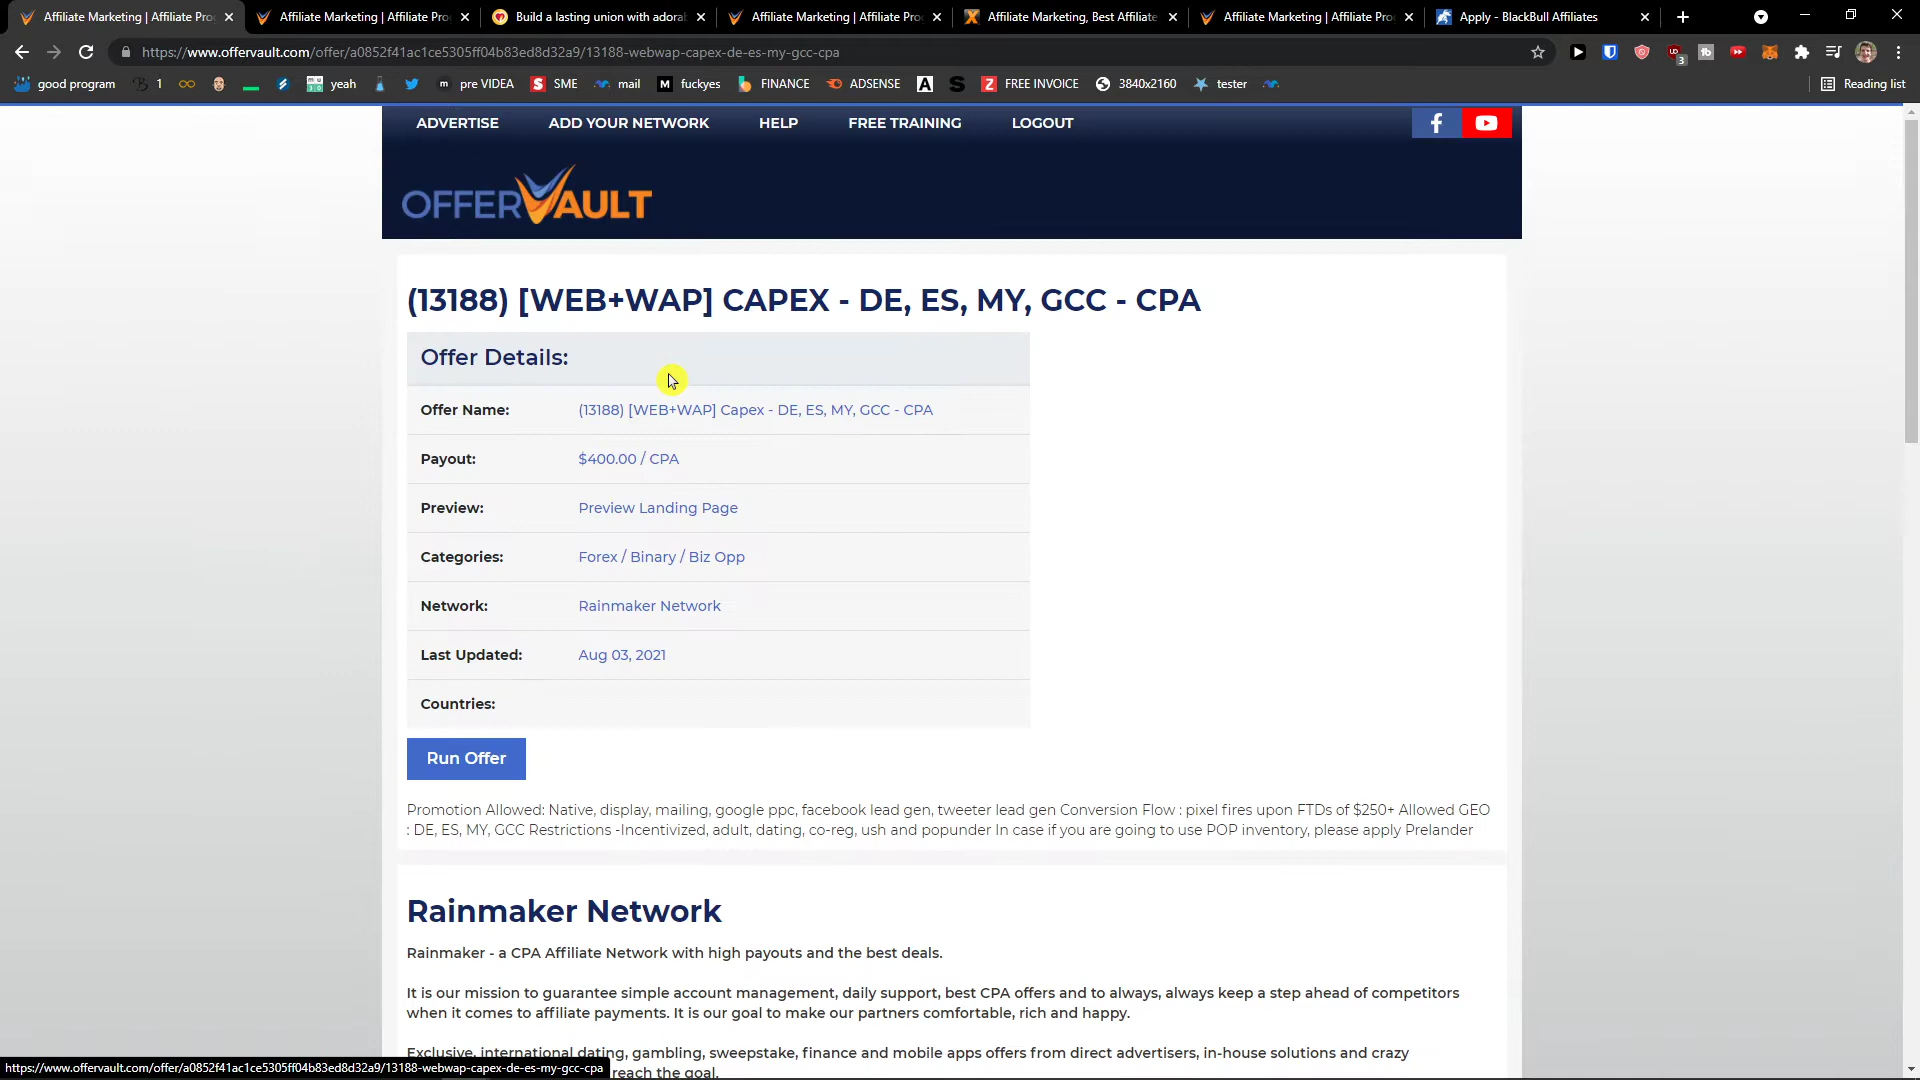 Affiliate Marketing | Affiliate Pro
Affiliate Marketing | Affiliate Pro
Build a lasting union with adoral
Affiliate Marketing | Affiliate Pro
Affiliate Marketing, Best Affiliate
Affiliate Marketing | Affiliate Pro
Apply - BlackBull Affiliates
https://www.offervault.com/offer/a0852f41ac1ce5305ff04b83ed8d32a9/13188-webwap-capex-de-es-my-gcc-cpa
good program 1 yeah pre VIDEA SME mail fuckyes FINANCE ADSENSE FREE INVOICE 3840x2160 tester Reading list
ADVERTISE ADD YOUR NETWORK HELP FREE TRAINING LOGOUT
OFFERVAULT
(13188) [WEB+WAP] CAPEX - DE, ES, MY, GCC - CPA
Offer Details:
Offer Name: (13188) [WEB+WAP] Capex - DE, ES, MY, GCC - CPA
Payout: $400.00 / CPA
Preview: Preview Landing Page
Categories: Forex / Binary / Biz Opp
Network: Rainmaker Network
Last Updated: Aug 03, 2021
Countries:
Run Offer
Promotion Allowed: Native, display, mailing, google ppc, facebook lead gen, tweeter lead gen Conversion Flow : pixel fires upon FTDs of $250+ Allowed GEO
: DE, ES, MY, GCC Restrictions -Incentivized, adult, dating, co-reg, ush and popunder In case if you are going to use POP inventory, please apply Prelander
Rainmaker Network
Rainmaker - a CPA Affiliate Network with high payouts and the best deals.
It is our mission to guarantee simple account management, daily support, best CPA offers and to always, always keep a step ahead of competitors
when it comes to affiliate payments. It is our goal to make our partners comfortable, rich and happy.
Exclusive, international dating, gambling, sweepstake, finance and mobile apps offers from direct advertisers, in-house solutions and crazy
reach the goal.
https://www.offervault.com/offer/a0852f41ac1ce5305ff04b83ed8d32a9/13188-webwap-capex-de-es-my-gcc-cpa